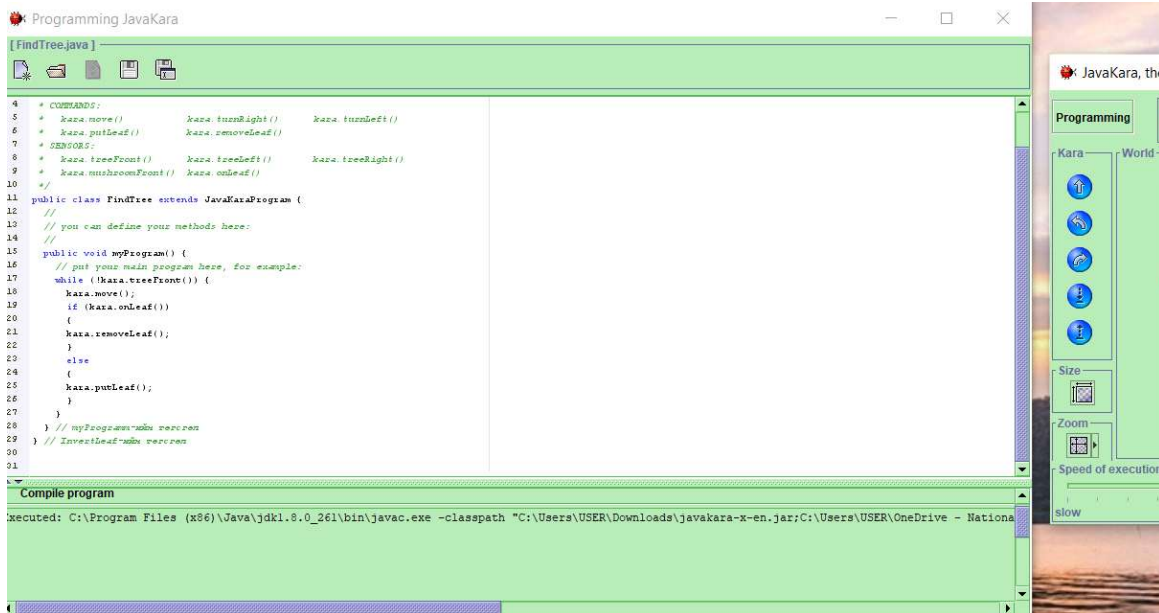 Programming JavaKara
[ FindTree.java ]
4 * COMMANDS:
5 * kara.move() kara.turnRight() kara.turnLeft()
6 * kara.putLeaf() kara.removeLeaf()
7 * SENSORS:
8 * kara.treeFront() kara.treeLeft() kara.treeRight()
9 * kara.mushroomFront() kara.onLeaf()
10 */
11 public class FindTree extends JavaKaraProgram {
12 //
13 // you can define your methods here:
14 //
15 public void myProgram() {
16 // put your main program here, for example:
17 while (!kara.treeFront()) {
18 kara.move();
19 if (kara.onLeaf())
20 {
21 kara.removeLeaf();
22 }
23 else
24 {
25 kara.putLeaf();
26 }
27 }
28 } // myProgramm-ийн төгсгөл
29 } // InvertLeaf-ийн төгсгөл
30
31
Compile program
xecuted: C:\Program Files (x86)\Java\jdk1.8.0_261\bin\javac.exe -classpath "C:\Users\USER\Downloads\javakara-x-en.jar;C:\Users\USER\OneDrive - Nationa
JavaKara, the
Programming
Kara World
Size
Zoom
Speed of execution
slow